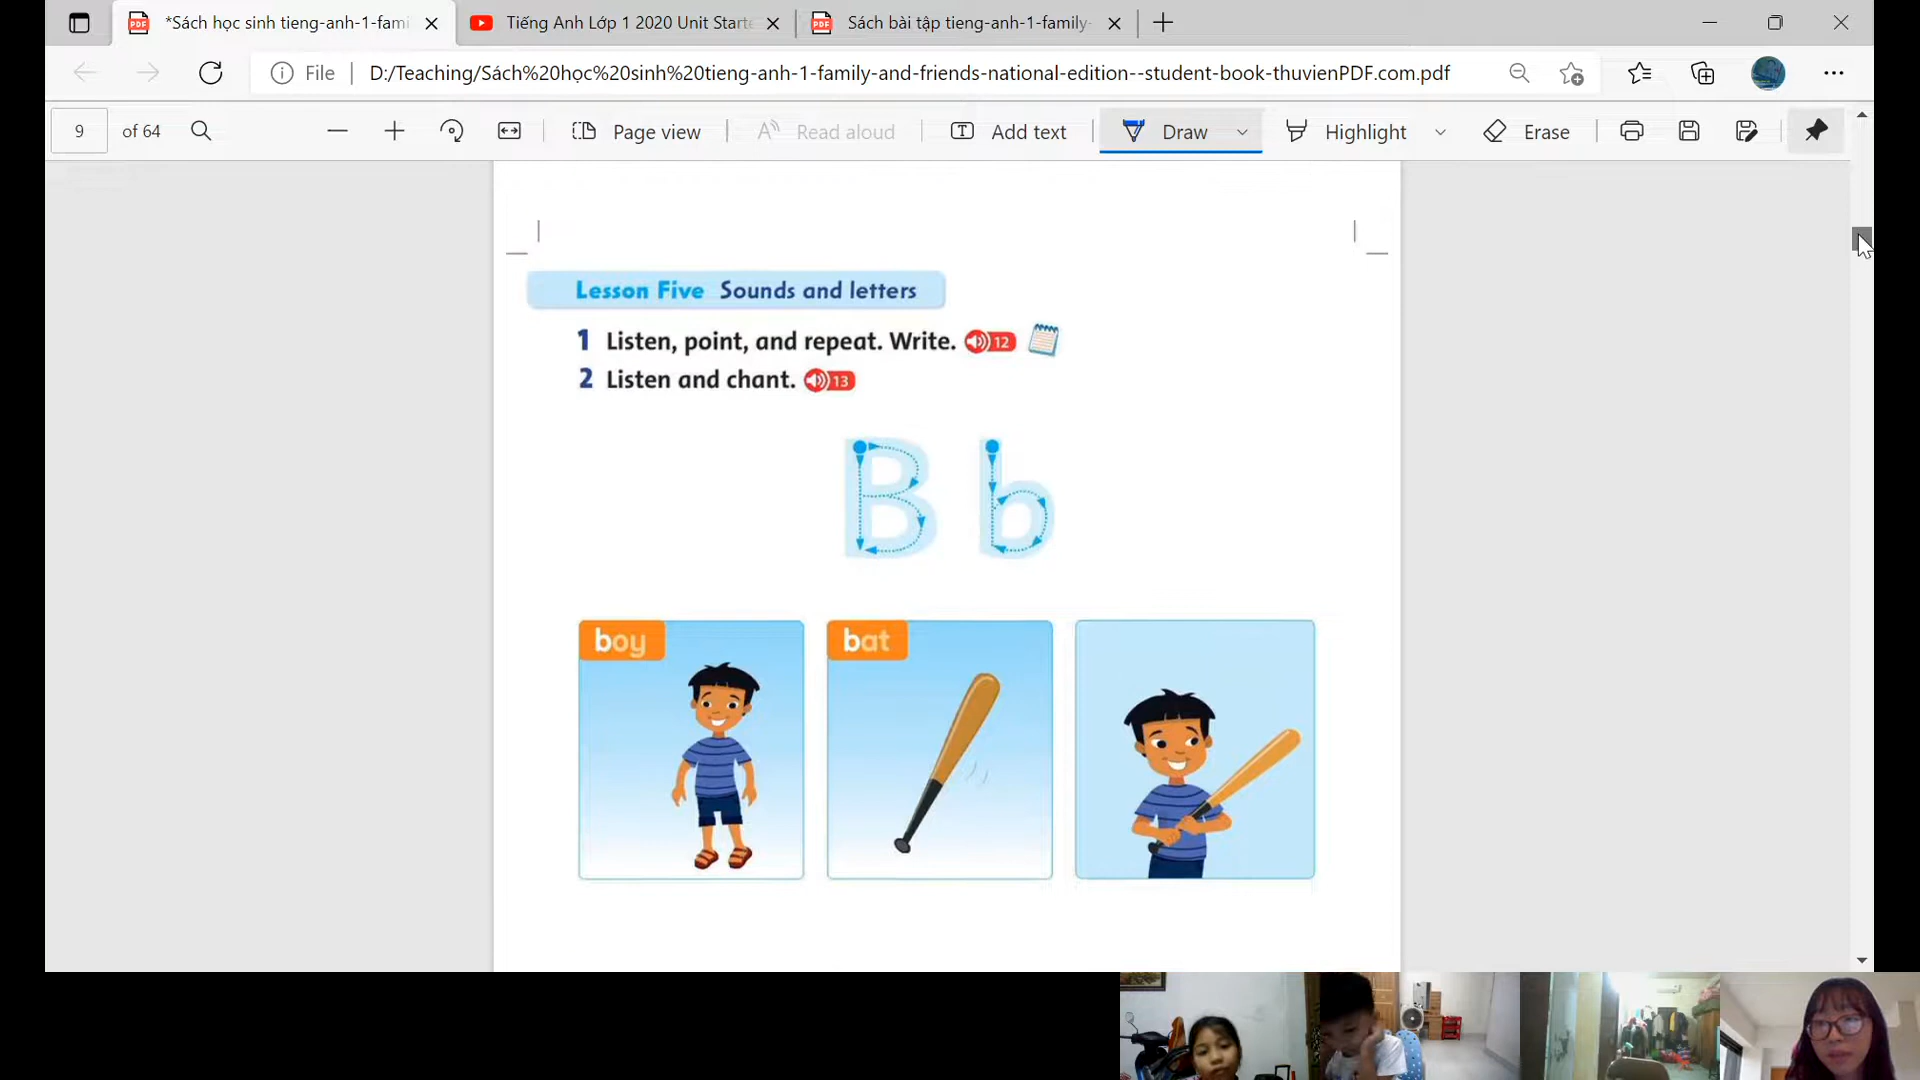 *Sách học sinh tieng-anh-1-fami
Tiếng Anh Lớp 1 2020 Unit Starte
Sách bài tập tieng-anh-1-family-
File
D:/Teaching/Sách%20học%20sinh%20tieng-anh-1-family-and-friends-national-edition--student-book-thuvienPDF.com.pdf
9 of 64
Page view
Read aloud
Add text
Draw
Highlight
Erase
Lesson Five Sounds and letters
1 Listen, point, and repeat. Write. 12
2 Listen and chant. 13
B b
boy
bat